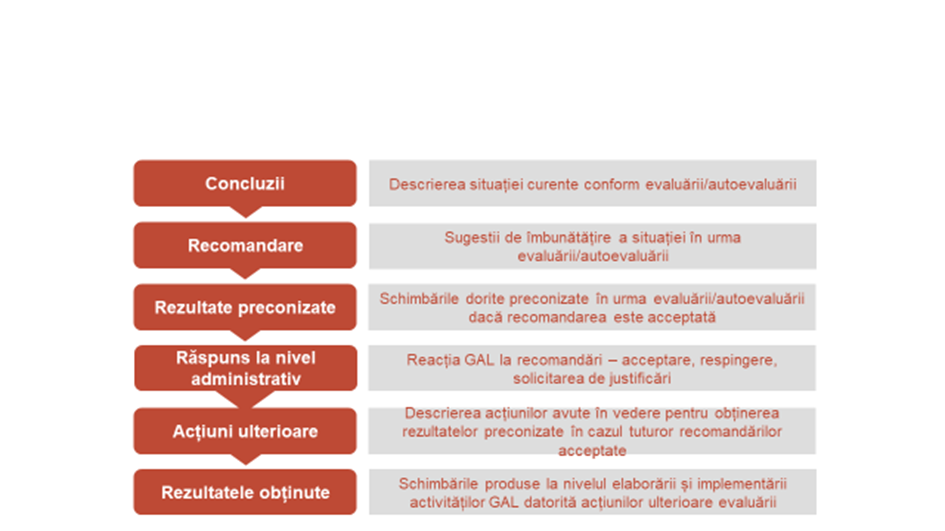 Concluzii
Descrierea situației curente conform evaluării/autoevaluării
Recomandare
Sugestii de îmbunătățire a situației în urma
evaluării/autoevaluării
Rezultate preconizate
Schimbările dorite preconizate în urma evaluării/autoevaluării
dacă recomandarea este acceptată
Răspuns la nivel
administrativ
Reacția GAL la recomandări – acceptare, respingere,
solicitarea de justificări
Acțiuni ulterioare
Descrierea acțiunilor avute în vedere pentru obținerea
rezultatelor preconizate în cazul tuturor recomandărilor
acceptate
Rezultatele obținute
Schimbările produse la nivelul elaborării și implementării
activităților GAL datorită acțiunilor ulterioare evaluării